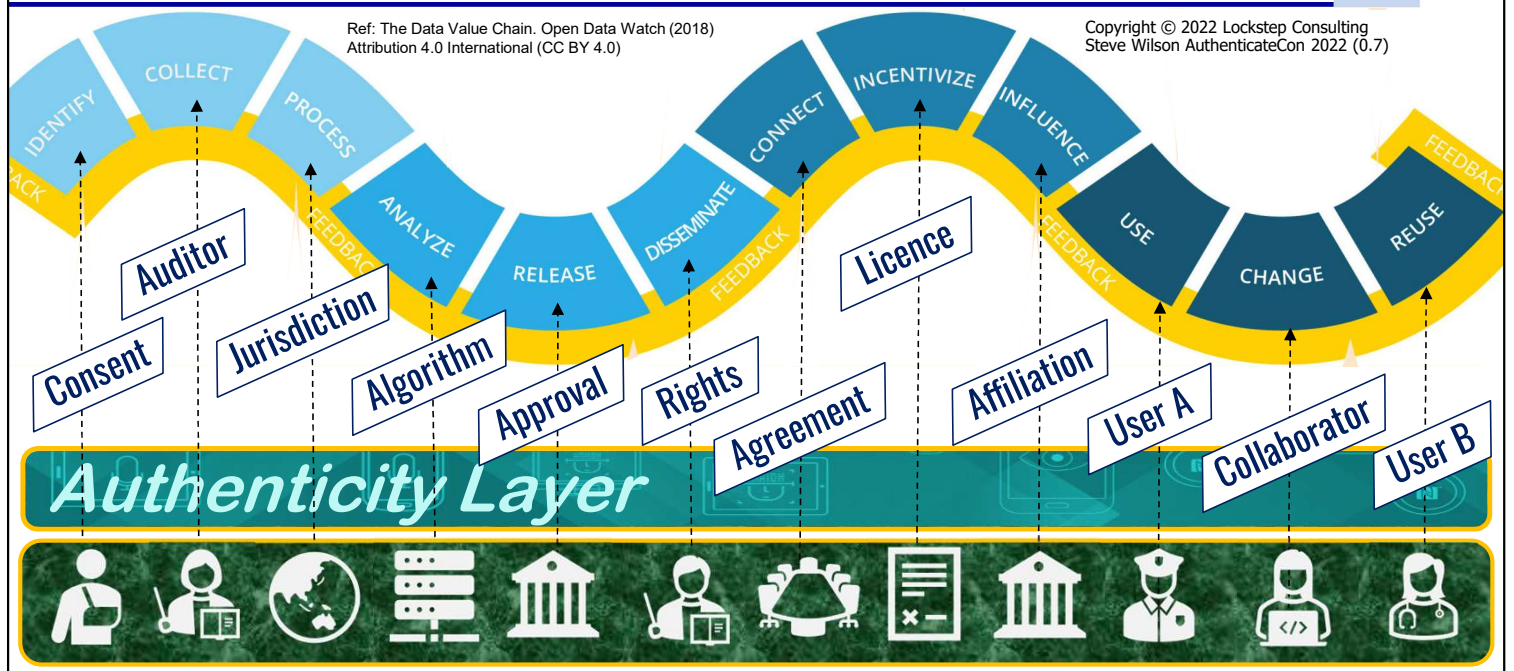 Ref: The Data Value Chain. Open Data Watch (2018)
Attribution 4.0 International (CC BY 4.0)
Copyright © 2022 Lockstep Consulting
Steve Wilson AuthenticateCon 2022 (0.7)
IDENTIFY
COLLECT
PROCESS
ANALYZE
RELEASE
DISSEMINATE
CONNECT
INCENTIVIZE
INFLUENCE
USE
CHANGE
REUSE
BACK
FEEDBACK
FEEDBACK
FEEDBACK
FEEDBACK
Consent
Auditor
Jurisdiction
Algorithm
Approval
Rights
Agreement
Licence
Affiliation
User A
Collaborator
User B
Authenticity Layer